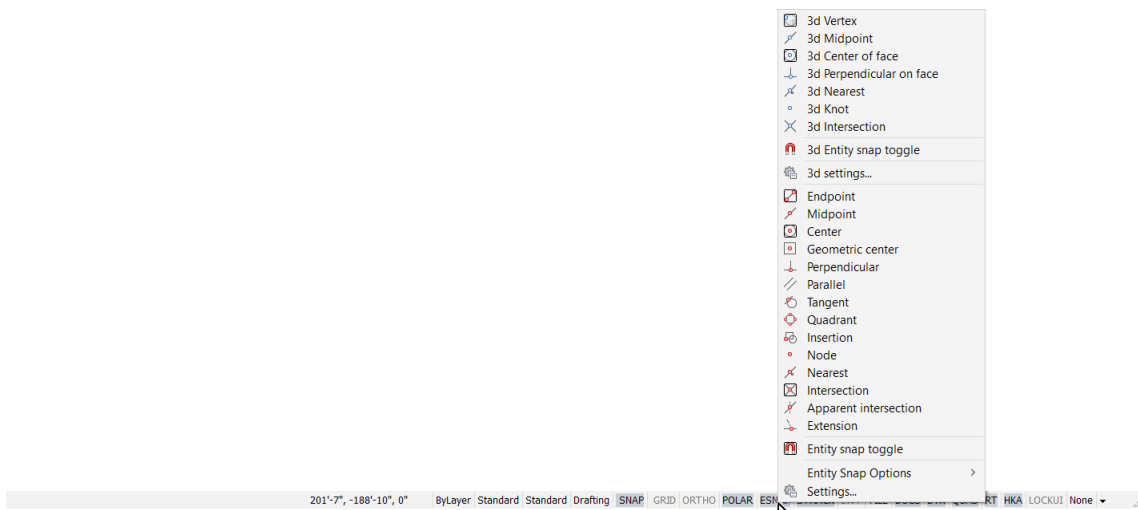 3d Vertex
3d Midpoint
3d Center of face
3d Perpendicular on face
3d Nearest
3d Knot
3d Intersection
3d Entity snap toggle
3d settings...
Endpoint
Midpoint
Center
Geometric center
Perpendicular
Parallel
Tangent
Quadrant
Insertion
Node
Nearest
Intersection
Apparent intersection
Extension
Entity snap toggle
Entity Snap Options
Settings...
201'-7", -188'-10", 0" ByLayer Standard Standard Drafting SNAP GRID ORTHO POLAR RT HKA LOCKUI None